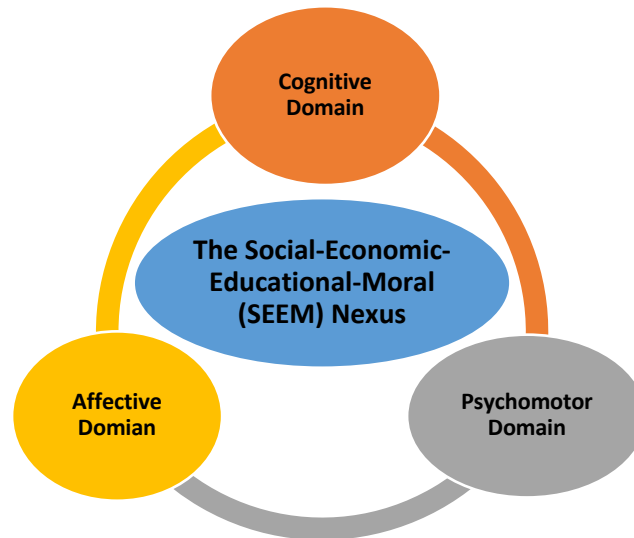 Cognitive
Domain
The Social-Economic-
Educational-Moral
(SEEM) Nexus
Affective
Domian
Psychomotor
Domain